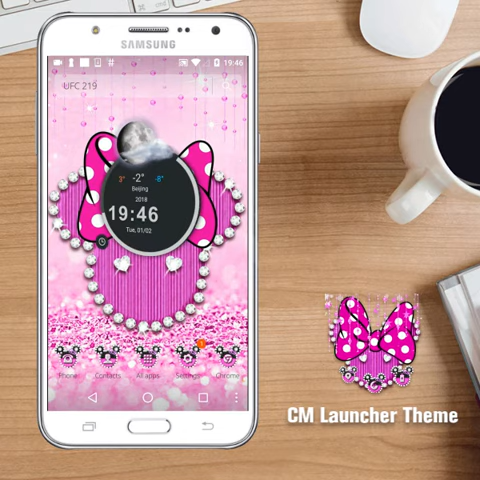 SAMSUNG
19:46
UFC 219
3° -2° -8°
Beijing
2018
19:46
Tue, 01/02
Phone Contacts All apps Settings Chrome
CM Launcher Theme